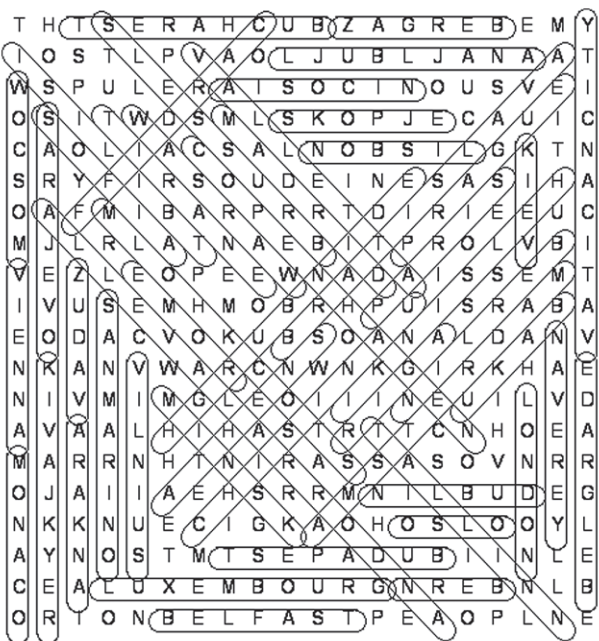 T H T S E R A H C U B Z A G R E B E M Y
I O S T L P V A O L J U B L J A N A A T
W S P U L E R A I S O C I N O U S V E I
O S I T W D S M L S K O P J E C A U I C
C A O L I A C S A L N O B S I L G K T N
S R Y F I R S O U D E I N E S A S I H A
O A F M I B A R P R R T D I R I E E U C
M J L R L A T N A E B I T P R O L V B I
V E Z L E O P E E W N A D A I S S E M T
I V U S E M H M O B R H P U I S R A B A
E O D A C V O K U B S O A N A L D A N V
N K A N V W A R C N W N K G I R K H A E
N I V M I M G L E O I I I N E U I L V D
A V A A L H I H A S T R T T C N H O E A
M A R R N H T N I R A S S A S O V N R R
O J A I I A E H S R R M N I L B U D E G
N K K N U E C I G K A O H O S L O O Y L
A Y N O S T M T S E P A D U B I I N L E
C E A L U X E M B O U R G N R E B N L B
O R T O N B E L F A S T P E A O P L N E